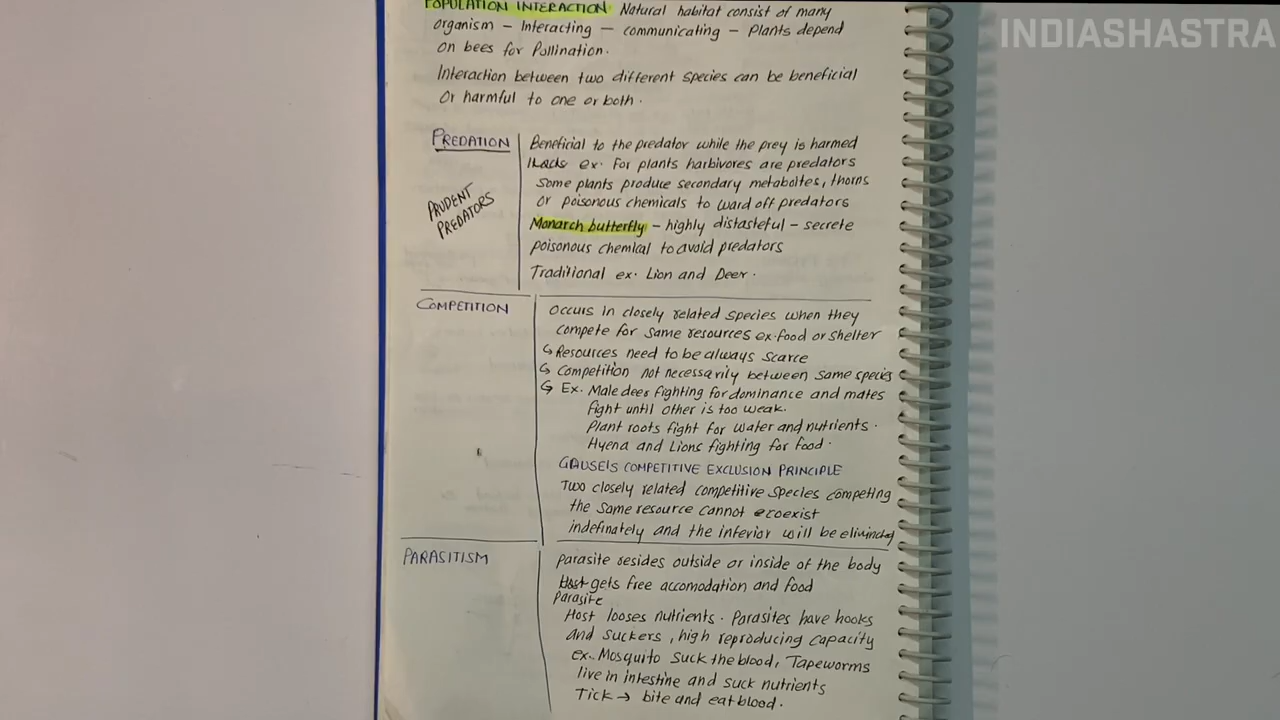 INDIASHASTRA
POPULATION INTERACTION Natural habitat consist of many
organism – Interacting – communicating – Plants depend
on bees for Pollination.
Interaction between two different species can be beneficial
Or harmful to one or both.
PREDATION
PRUDENT
PREDATORS
Beneficial to the predator while the prey is harmed
ex. For plants harbivores are predators
Some plants produce secondary metaboltes, thorns
or poisonous chemicals to ward off predators
Monarch butterfly – highly distasteful – secrete
poisonous chemical to avoid predators
Traditional ex. Lion and Deer.
COMPETITION
Occurs in closely related species when they
compete for same resources ex. food or shelter
↳ Resources need to be always scarce
↳ Competition not necessarily between same species
↳ Ex. Male deer fighting for dominance and mates
fight until other is too weak.
Plant roots fight for water and nutrients.
Hyena and Lions fighting for food.
GAUSE'S COMPETITIVE EXCLUSION PRINCIPLE
Two closely related competitive species competing
the same resource cannot coexist
indefinately and the inferior will be
PARASITISM
parasite resides outside or inside of the body
Host gets free accomodation and food
Parasite
Host looses nutrients. Parasites have hooks
and suckers, high reproducing capacity
ex. Mosquito suck the blood, Tapeworms
live in intestine and suck nutrients
Tick → bite and eat blood.